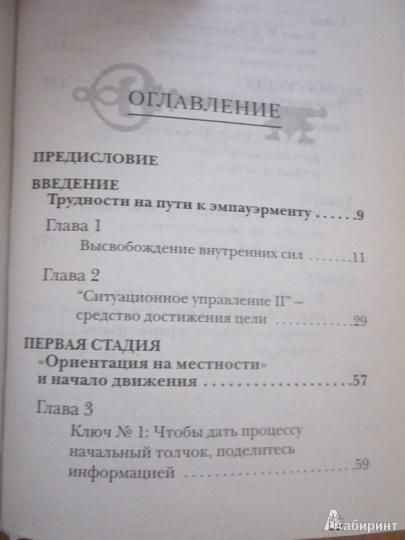 ОГЛАВЛЕНИЕ
ПРЕДИСЛОВИЕ
ВВЕДЕНИЕ
Трудности на пути к эмпауэрменту ......9
Глава 1
Высвобождение внутренних сил ...........11
Глава 2
"Ситуационное управление II" –
средство достижения цели ..................29
ПЕРВАЯ СТАДИЯ
«Ориентация на местности»
и начало движения .........................57
Глава 3
Ключ № 1: Чтобы дать процессу
начальный толчок, поделитесь
информацией ................................59
Лабиринт